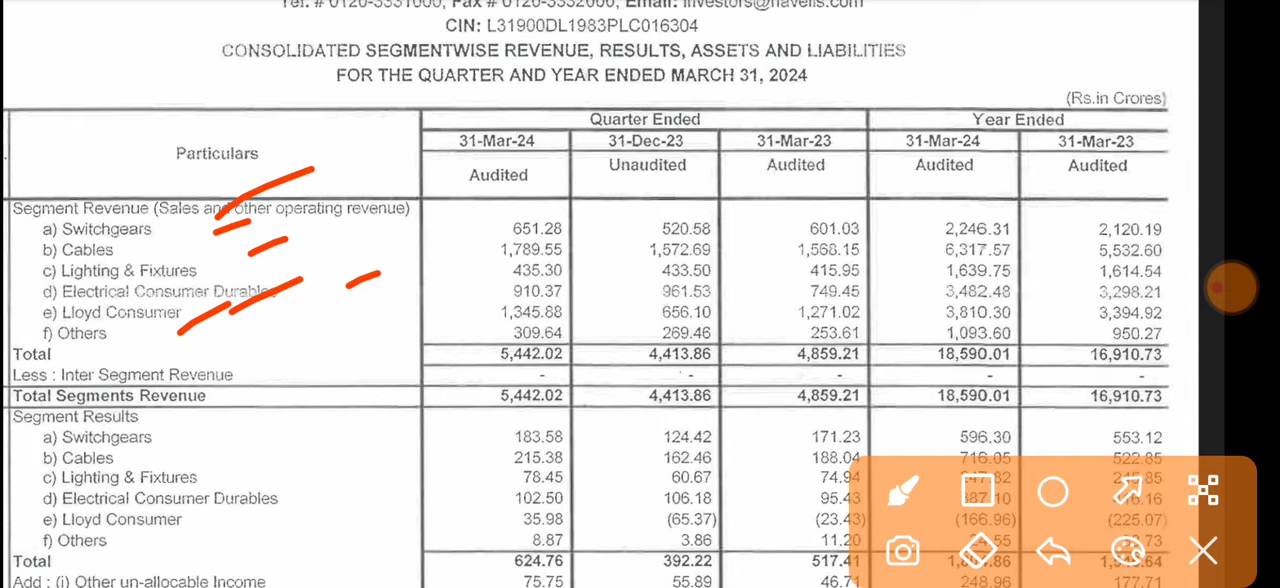 CIN: L31900DL1983PLC016304
CONSOLIDATED SEGMENTWISE REVENUE, RESULTS, ASSETS AND LIABILITIES
FOR THE QUARTER AND YEAR ENDED MARCH 31, 2024
(Rs.in Crores)
Particulars Quarter Ended Year Ended
31-Mar-24 31-Dec-23 31-Mar-23 31-Mar-24 31-Mar-23
Audited Unaudited Audited Audited Audited
Segment Revenue (Sales and other operating revenue)
a) Switchgears 651.28 520.58 601.03 2,246.31 2,120.19
b) Cables 1,789.55 1,572.69 1,568.15 6,317.57 5,532.60
c) Lighting & Fixtures 435.30 433.50 415.95 1,639.75 1,614.54
d) Electrical Consumer Durables 910.37 961.53 749.45 3,482.48 3,298.21
e) Lloyd Consumer 1,345.88 656.10 1,271.02 3,810.30 3,394.92
f) Others 309.64 269.46 253.61 1,093.60 950.27
Total 5,442.02 4,413.86 4,859.21 18,590.01 16,910.73
Less : Inter Segment Revenue - - - - -
Total Segments Revenue 5,442.02 4,413.86 4,859.21 18,590.01 16,910.73
Segment Results
a) Switchgears 183.58 124.42 171.23 596.30 553.12
b) Cables 215.38 162.46 188.04 716.05 522.85
c) Lighting & Fixtures 78.45 60.67 74.94
d) Electrical Consumer Durables 102.50 106.18 95.43
e) Lloyd Consumer 35.98 (65.37) (23.43) (166.96) (225.07)
f) Others 8.87 3.86 11.20
Total 624.76 392.22 517.41
Add : (i) Other un-allocable Income 75.75 55.89 46.71 248.96 177.71